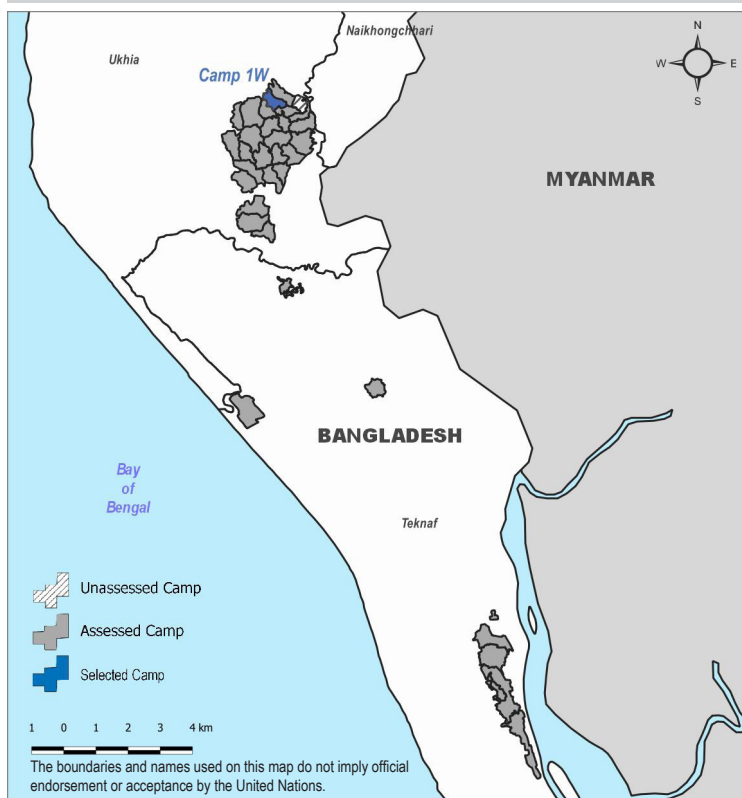 Naikhongchhari
Ukhia
Camp 1W
N
W
E
S
MYANMAR
BANGLADESH
Bay
of
Bengal
Teknaf
Unassessed Camp
Assessed Camp
Selected Camp
1 0 1 2 3 4 km
The boundaries and names used on this map do not imply official
endorsement or acceptance by the United Nations.